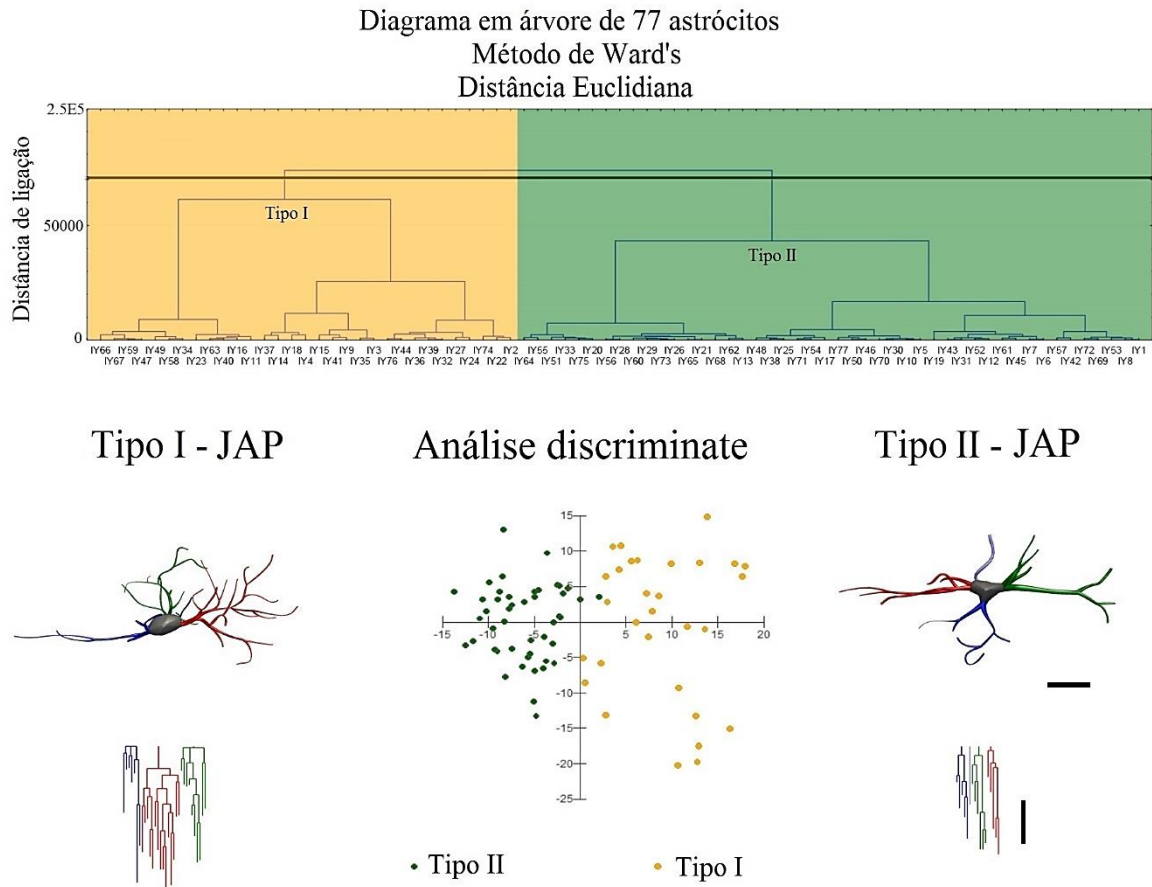 Diagrama em árvore de 77 astrócitos
Método de Ward's
Distância Euclidiana
Distância de ligação
2.5E5
50000
0
Tipo I
Tipo II
IY66 IY59 IY49 IY34 IY63 IY16 IY37 IY18 IY15 IY9 IY3 IY44 IY39 IY27 IY74 IY2 IY55 IY33 IY20 IY28 IY29 IY26 IY21 IY62 IY48 IY25 IY77 IY46 IY30 IY5 IY43 IY52 IY61 IY7 IY57 IY72 IY53 IY1
IY67 IY47 IY58 IY23 IY40 IY11 IY14 IY4 IY41 IY35 IY76 IY36 IY32 IY24 IY22 IY64 IY51 IY75 IY56 IY60 IY73 IY65 IY68 IY13 IY38 IY54 IY17 IY50 IY70 IY10 IY19 IY31 IY12 IY45 IY6 IY42 IY69 IY8
Tipo I - JAP
Análise discriminate
Tipo II - JAP
15
10
5
-15
-10
-5
5
10
15
20
-5
-10
-15
-20
-25
Tipo II
Tipo I